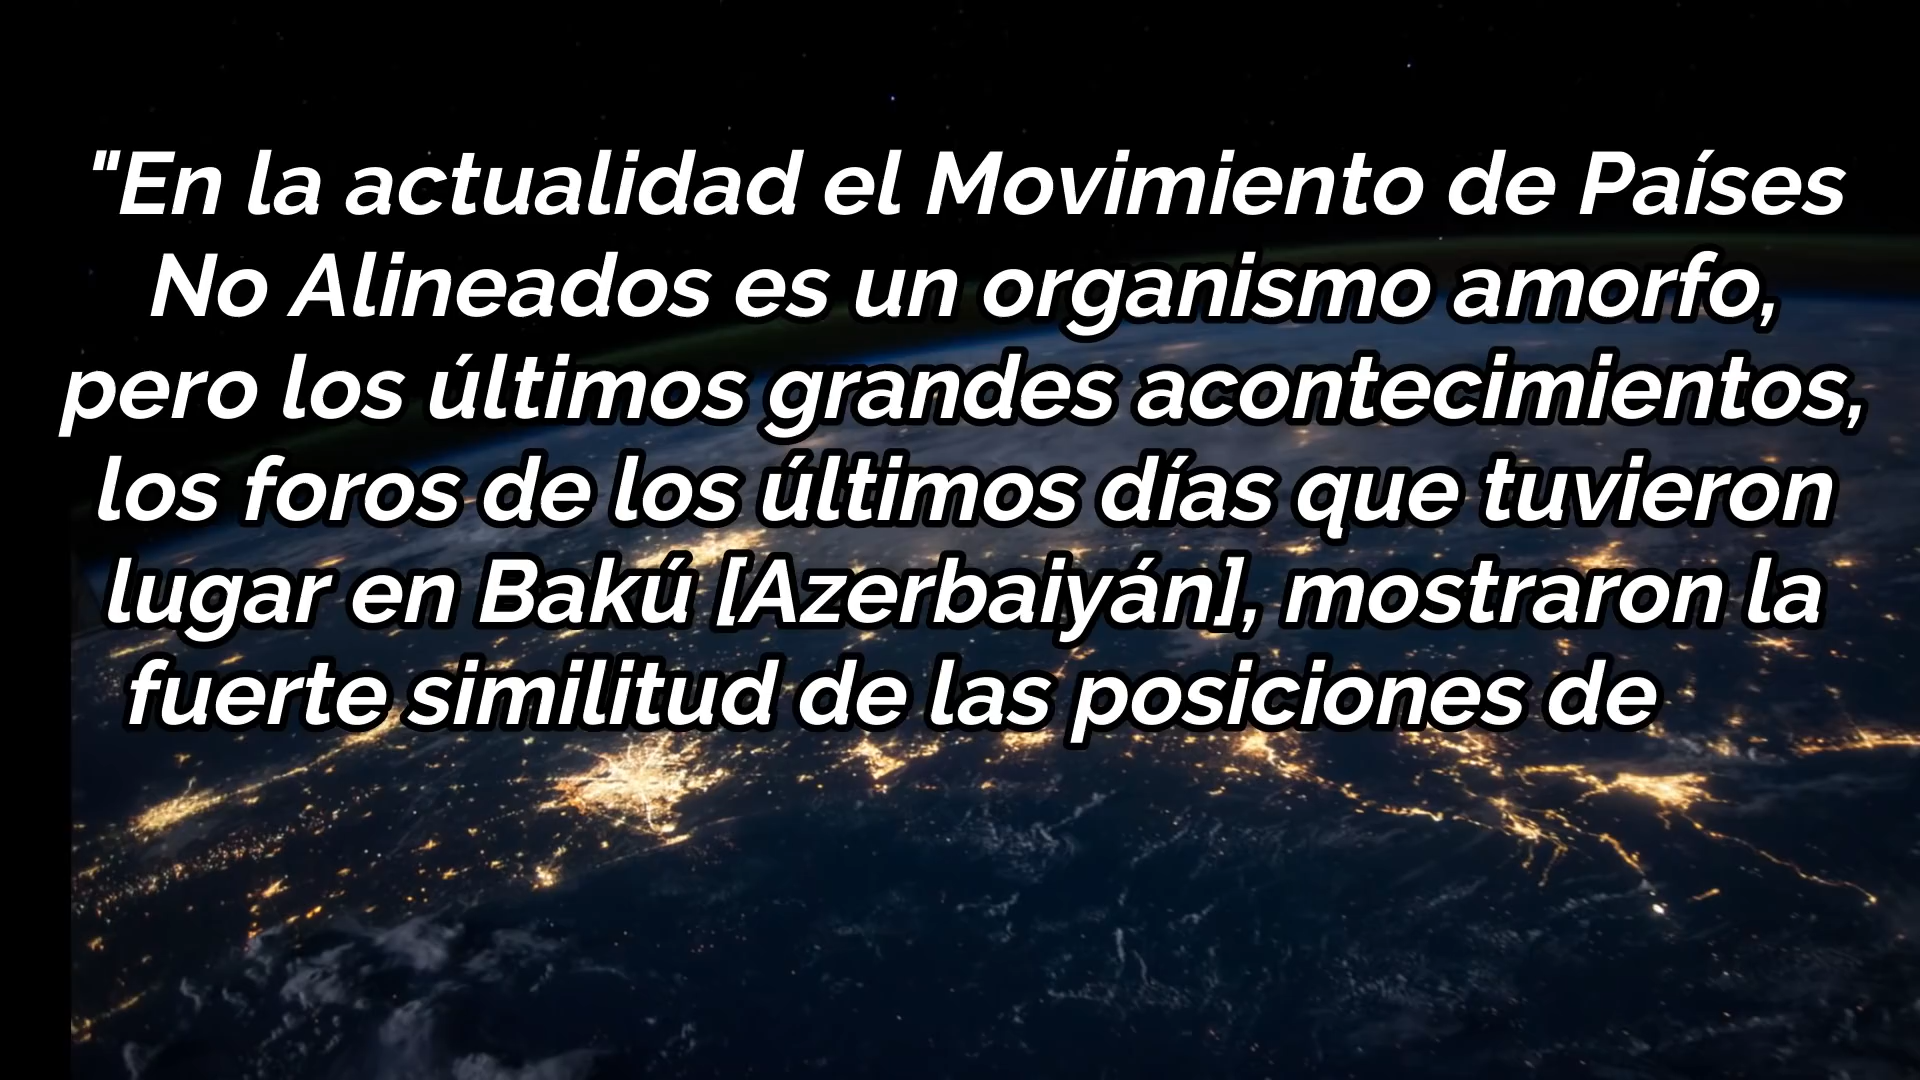 "En la actualidad el Movimiento de Países
No Alineados es un organismo amorfo,
pero los últimos grandes acontecimientos,
los foros de los últimos días que tuvieron
lugar en Bakú [Azerbaiyán], mostraron la
fuerte similitud de las posiciones de